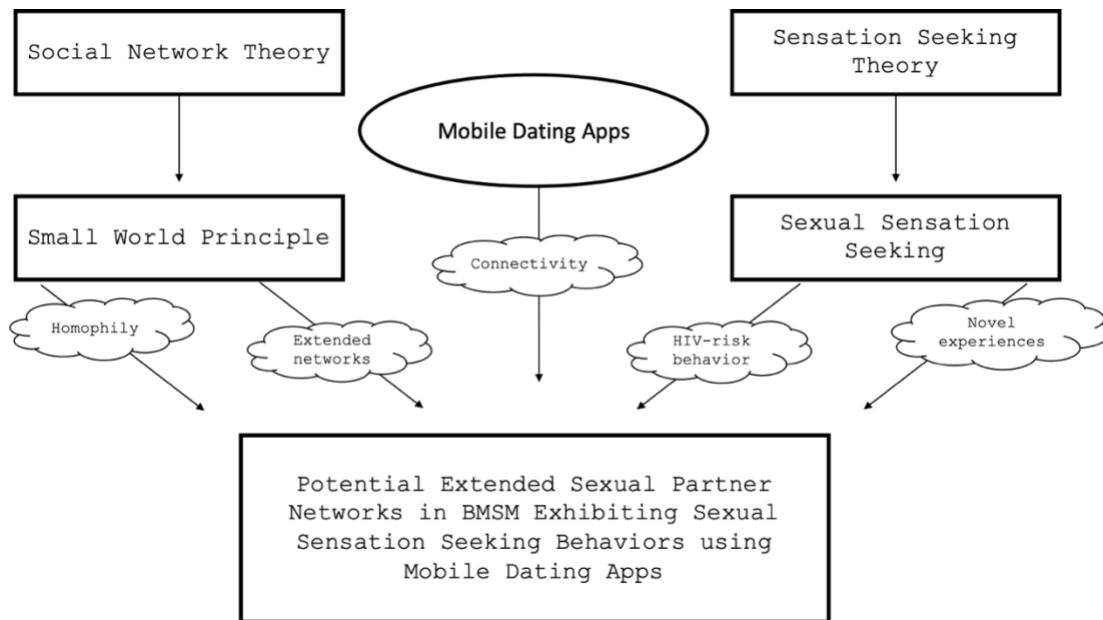 Social Network Theory
Sensation Seeking
Theory
Mobile Dating Apps
Small World Principle
Sexual Sensation
Seeking
Connectivity
Homophily
Extended
networks
HIV-risk
behavior
Novel
experiences
Potential Extended Sexual Partner
Networks in BMSM Exhibiting Sexual
Sensation Seeking Behaviors using
Mobile Dating Apps